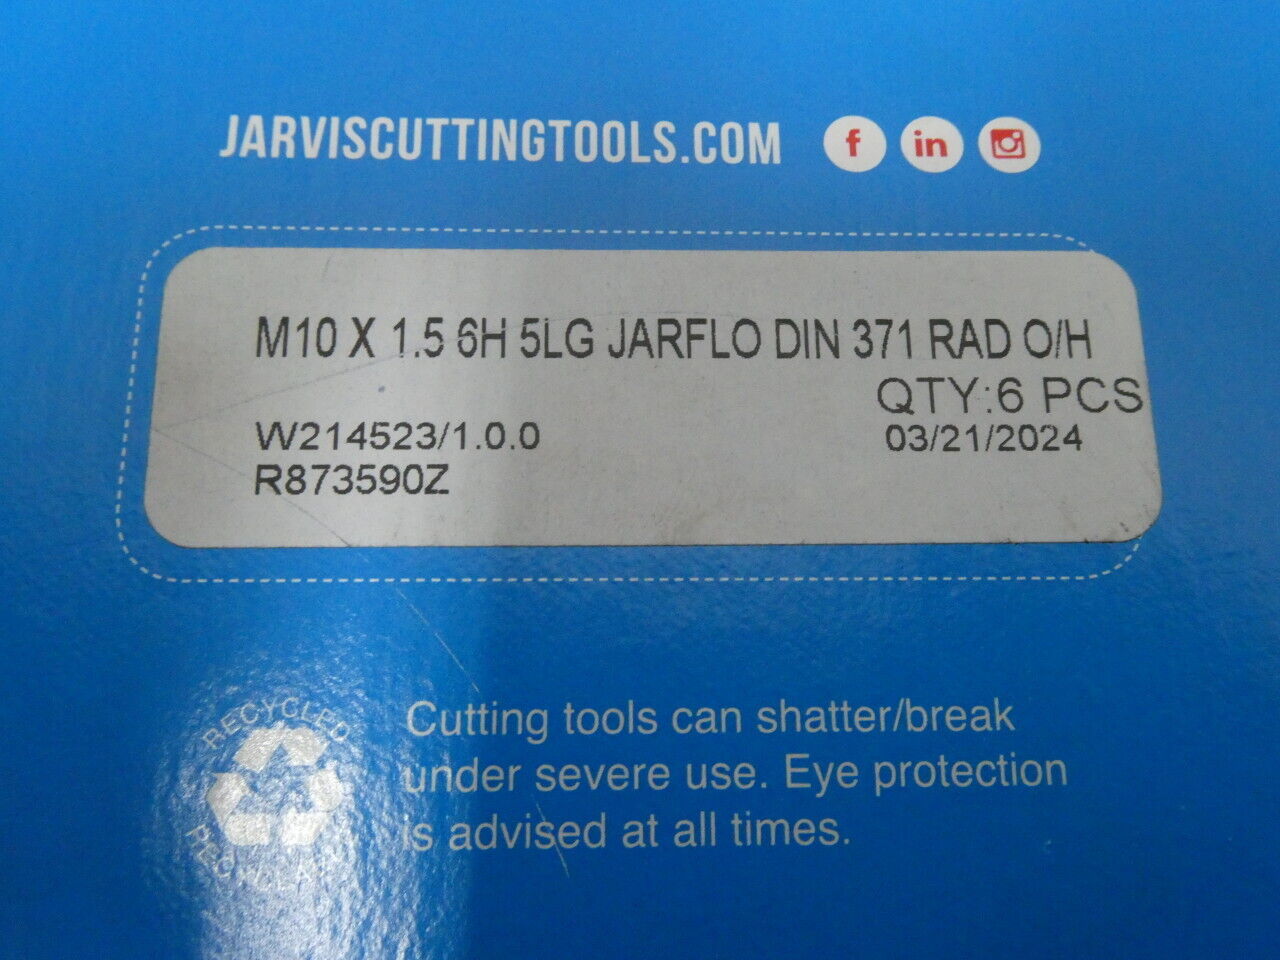 JARVISCUTTINGTOOLS.COM f in
M10 X 1.5 6H 5LG JARFLO DIN 371 RAD O/H
QTY:6 PCS
W214523/1.0.0 03/21/2024
R873590Z
RECYCLED
Cutting tools can shatter/break
under severe use. Eye protection
is advised at all times.